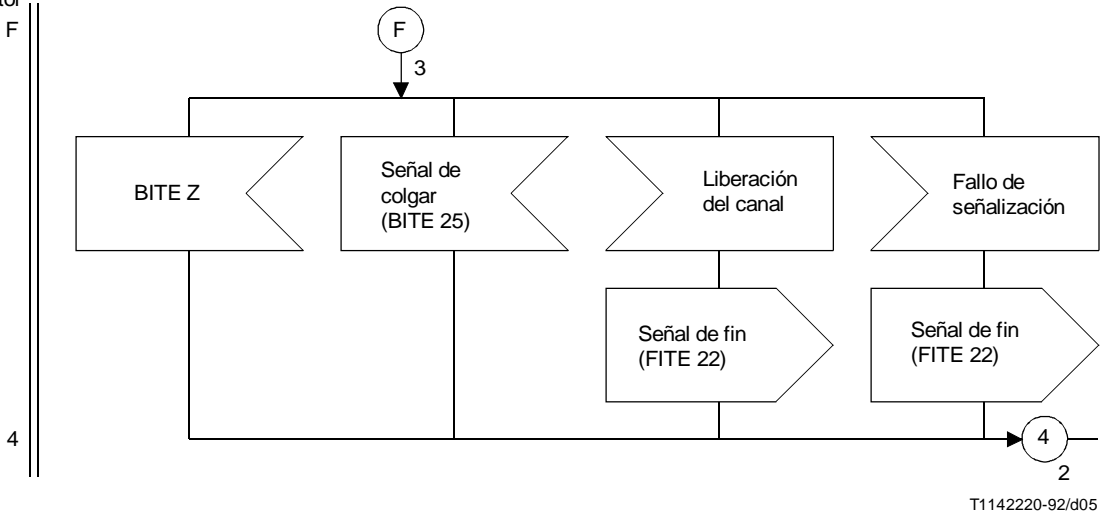 F
F
3
BITE Z
Señal de
colgar
(BITE 25)
Liberación
del canal
Fallo de
señalización
Señal de fin
(FITE 22)
Señal de fin
(FITE 22)
4
4
2
T1142220-92/d05